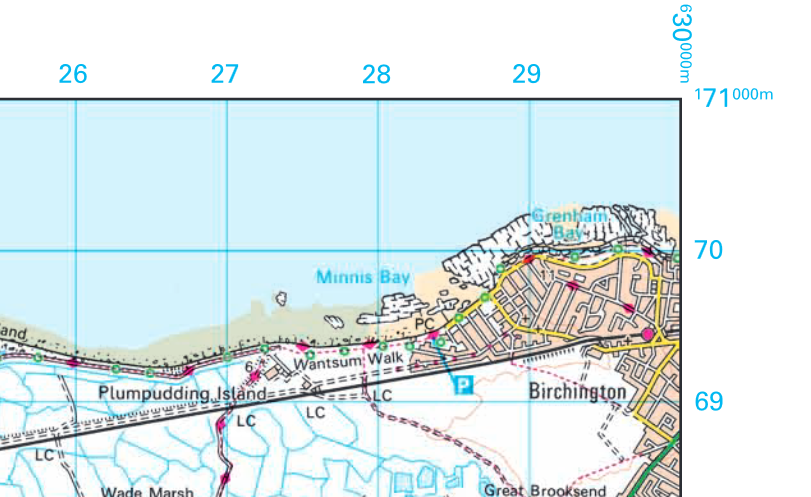 630000m
26 27 28 29
171000m
Grenham
Bay
70
Minnis Bay
11
and
PC
Wantsum Walk
6
P
Plumpudding Island
Birchington
69
LC
LC
LC
LC
Wade Marsh
Great Brooksend